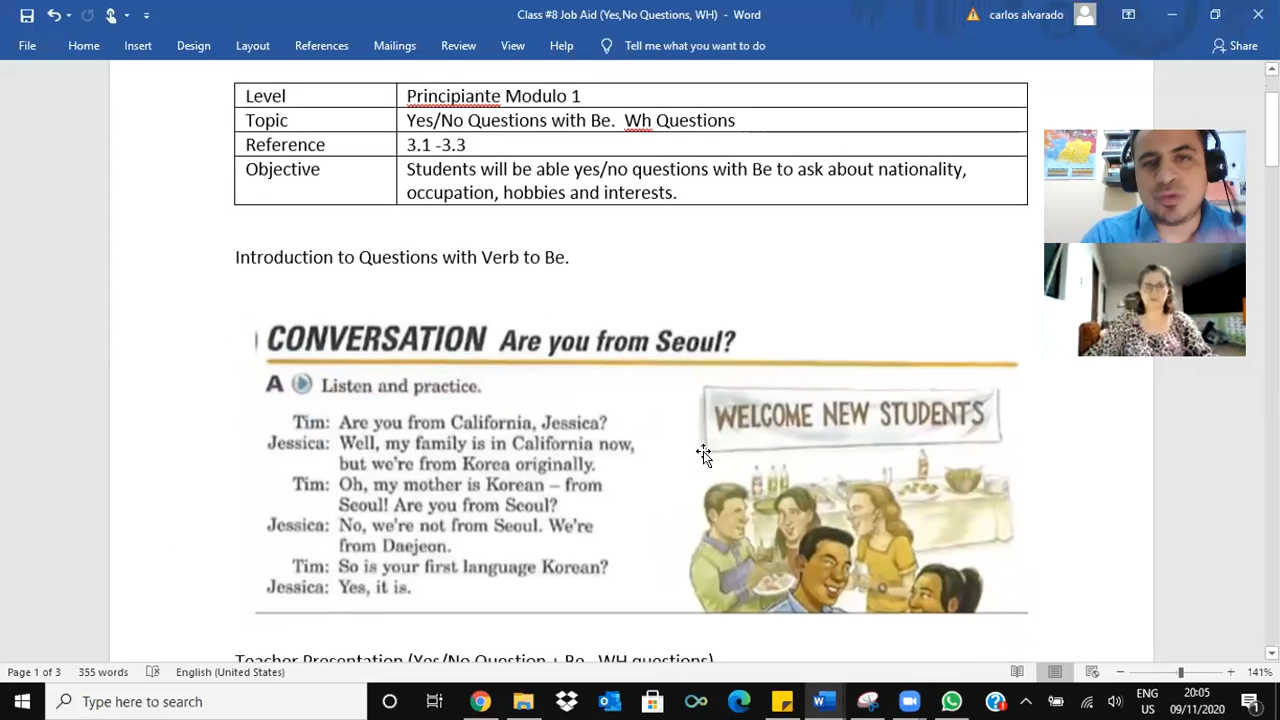 Class #8 Job Aid (Yes,No Questions, WH) - Word
carlos alvarado
File Home Insert Design Layout References Mailings Review View Help Tell me what you want to do Share
Level Principiante Modulo 1
Topic Yes/No Questions with Be. Wh Questions
Reference 3.1 -3.3
Objective Students will be able yes/no questions with Be to ask about nationality,
occupation, hobbies and interests.
Introduction to Questions with Verb to Be.
CONVERSATION Are you from Seoul?
A Listen and practice.
Tim: Are you from California, Jessica?
Jessica: Well, my family is in California now,
but we're from Korea originally.
Tim: Oh, my mother is Korean – from
Seoul! Are you from Seoul?
Jessica: No, we're not from Seoul. We're
from Daejeon.
Tim: So is your first language Korean?
Jessica: Yes, it is.
WELCOME NEW STUDENTS
Teacher Presentation (Yes/No Question + Be, WH questions)
Page 1 of 3 355 words English (United States) 141%
Type here to search
ENG
US
20:05
09/11/2020